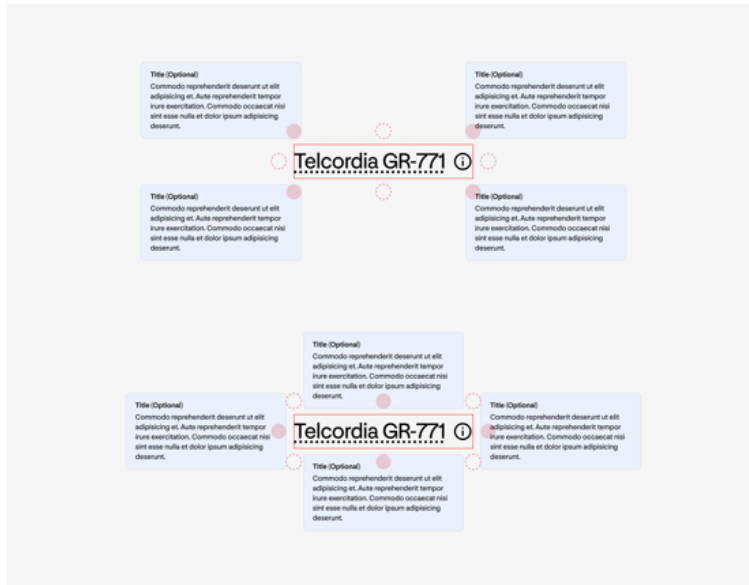 Title (Optional)
Commodo reprehenderit deserunt ut elit
adipisicing et. Aute reprehenderit tempor
irure exercitation. Commodo occaecat nisi
sint esse nulla et dolor ipsum adipisicing
deserunt.
Title (Optional)
Commodo reprehenderit deserunt ut elit
adipisicing et. Aute reprehenderit tempor
irure exercitation. Commodo occaecat nisi
sint esse nulla et dolor ipsum adipisicing
deserunt.
Telcordia GR-771
Title (Optional)
Commodo reprehenderit deserunt ut elit
adipisicing et. Aute reprehenderit tempor
irure exercitation. Commodo occaecat nisi
sint esse nulla et dolor ipsum adipisicing
deserunt.
Title (Optional)
Commodo reprehenderit deserunt ut elit
adipisicing et. Aute reprehenderit tempor
irure exercitation. Commodo occaecat nisi
sint esse nulla et dolor ipsum adipisicing
deserunt.
Title (Optional)
Commodo reprehenderit deserunt ut elit
adipisicing et. Aute reprehenderit tempor
irure exercitation. Commodo occaecat nisi
sint esse nulla et dolor ipsum adipisicing
deserunt.
Title (Optional)
Commodo reprehenderit deserunt ut elit
adipisicing et. Aute reprehenderit tempor
irure exercitation. Commodo occaecat nisi
sint esse nulla et dolor ipsum adipisicing
deserunt.
Telcordia GR-771
Title (Optional)
Commodo reprehenderit deserunt ut elit
adipisicing et. Aute reprehenderit tempor
irure exercitation. Commodo occaecat nisi
sint esse nulla et dolor ipsum adipisicing
deserunt.
Title (Optional)
Commodo reprehenderit deserunt ut elit
adipisicing et. Aute reprehenderit tempor
irure exercitation. Commodo occaecat nisi
sint esse nulla et dolor ipsum adipisicing
deserunt.